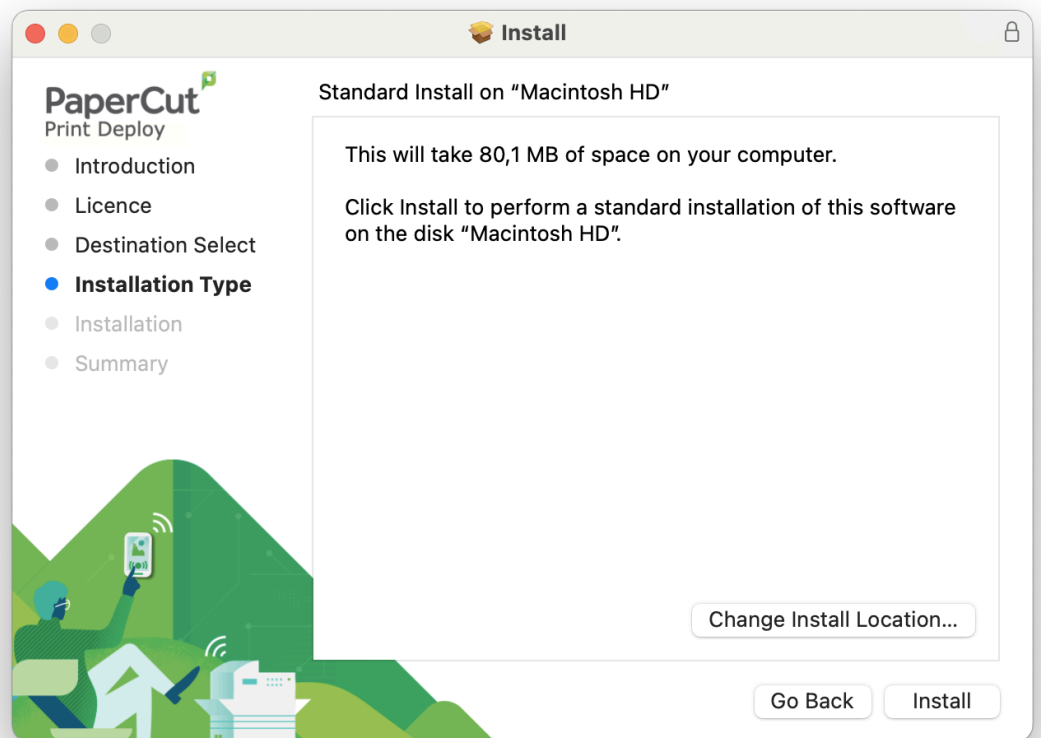 Install
PaperCut
Print Deploy
Introduction
Licence
Destination Select
Installation Type
Installation
Summary
Standard Install on “Macintosh HD”
This will take 80,1 MB of space on your computer.
Click Install to perform a standard installation of this software
on the disk “Macintosh HD”.
Change Install Location...
Go Back
Install